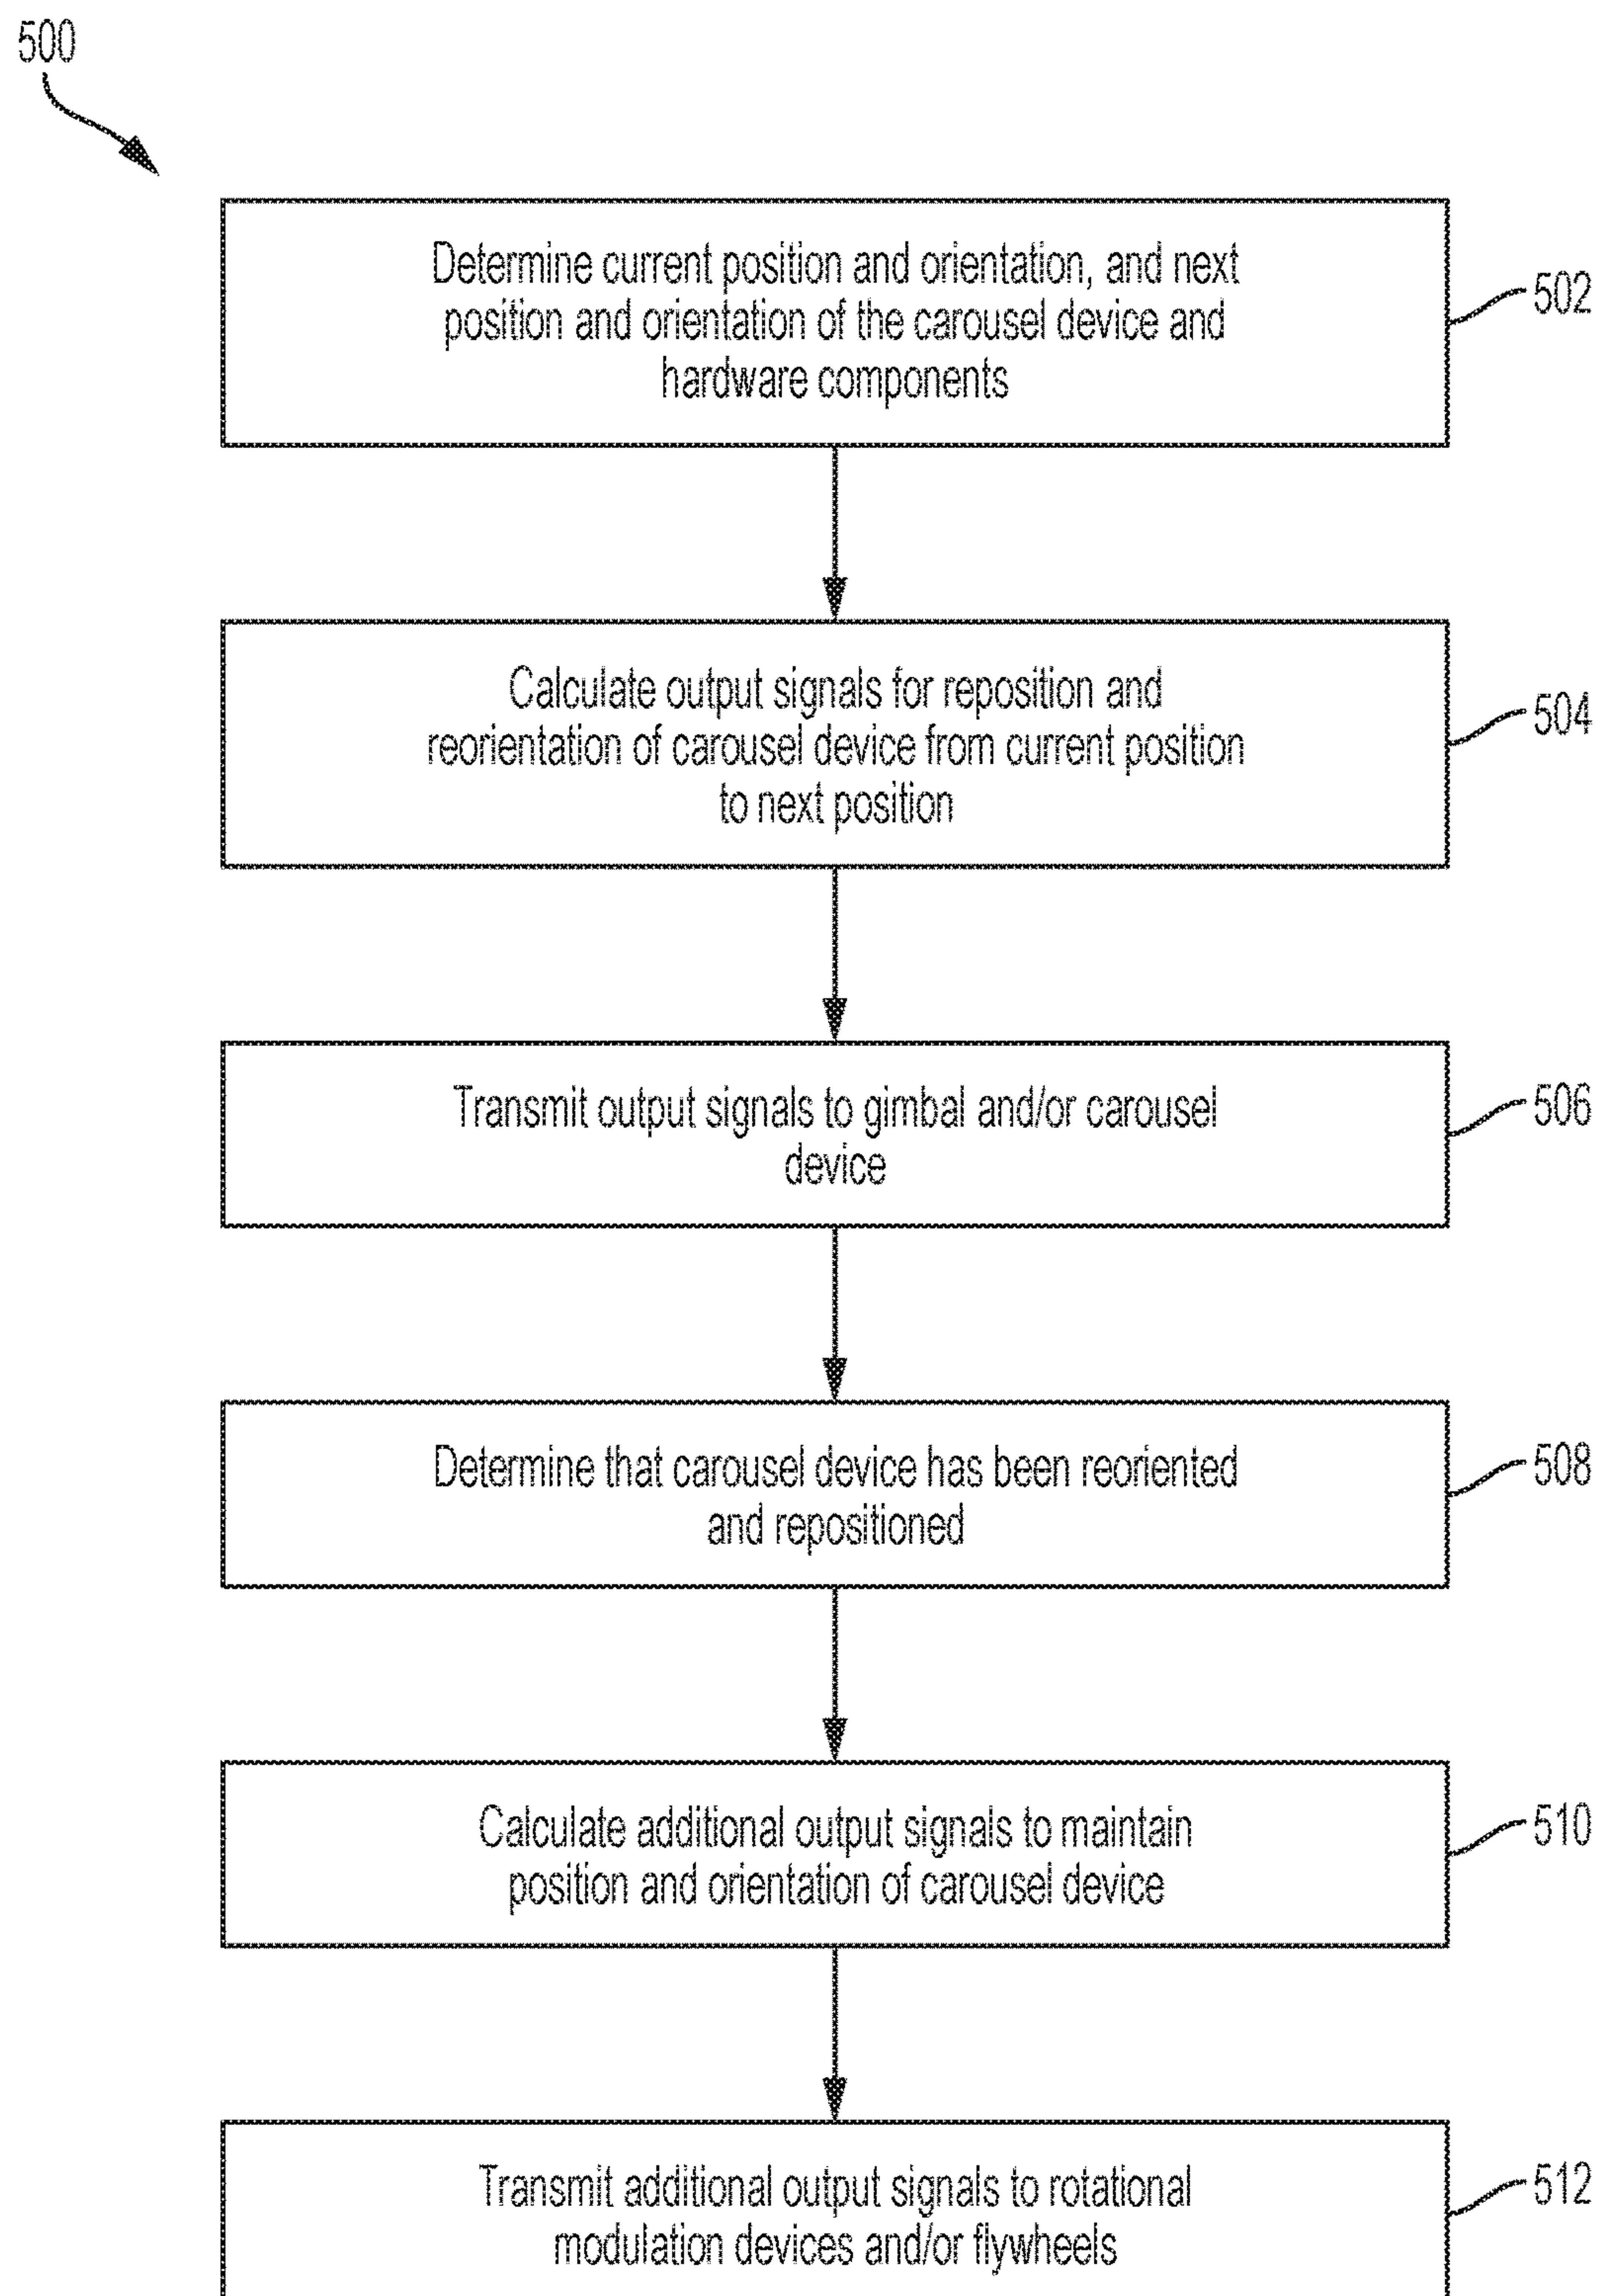 500
Determine current position and orientation, and next
position and orientation of the carousel device and
hardware components
502
Calculate output signals for reposition and
reorientation of carousel device from current position
to next position
504
Transmit output signals to gimbal and/or carousel
device
506
Determine that carousel device has been reoriented
and repositioned
508
Calculate additional output signals to maintain
position and orientation of carousel device
510
Transmit additional output signals to rotational
modulation devices and/or flywheels
512